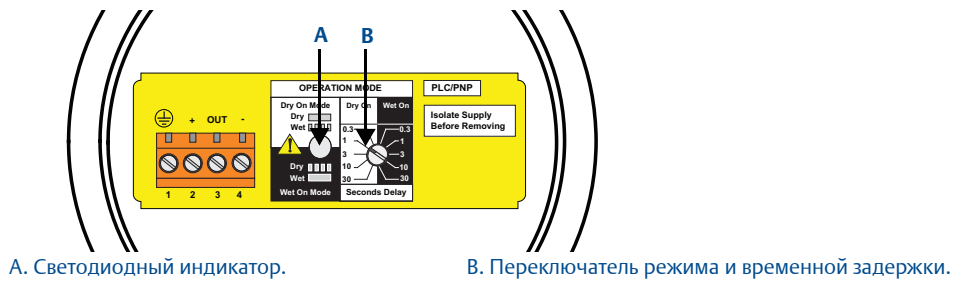 A B
OPERATION MODE
PLC/PNP
Dry On Mode
Dry
Wet
Dry On
Wet On
Isolate Supply
Before Removing
+ OUT -
0.3 0.3
1 1
3 3
10 10
30 30
Dry
Wet
Wet On Mode
Seconds Delay
1 2 3 4
A. Светодиодный индикатор.
B. Переключатель режима и временной задержки.